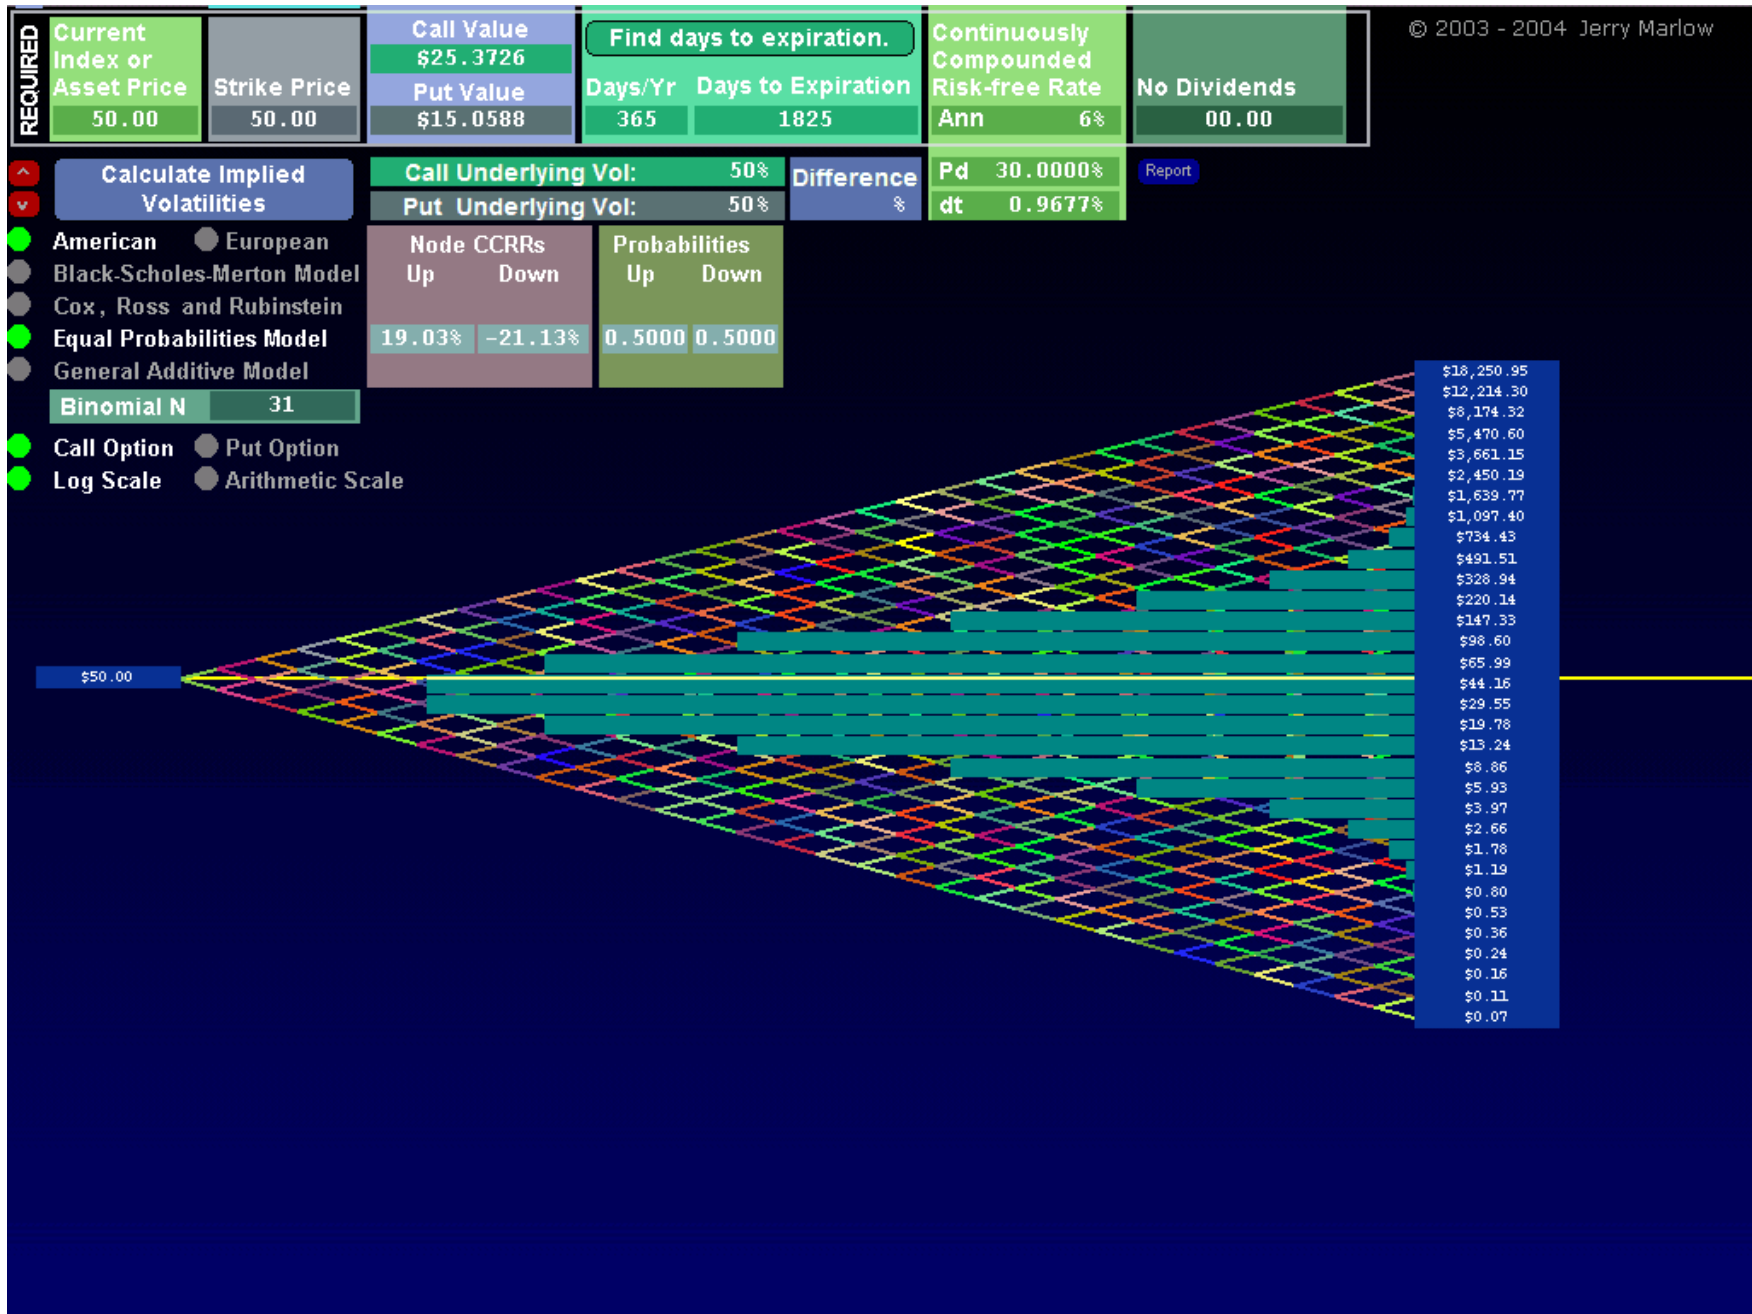 REQUIRED
Current Index or Asset Price
50.00
Strike Price
50.00
Call Value
$25.3726
Put Value
$15.0588
Find days to expiration.
Days/Yr Days to Expiration
365 1825
Continuously Compounded Risk-free Rate
Ann 6%
No Dividends
00.00
© 2003 - 2004 Jerry Marlow
^
v
Calculate Implied Volatilities
Call Underlying Vol: 50%
Put Underlying Vol: 50%
Difference
%
Pd 30.0000%
dt 0.9677%
Report
American European
Black-Scholes-Merton Model
Cox, Ross and Rubinstein
Equal Probabilities Model
General Additive Model
Node CCRRs
Up Down
19.03% -21.13%
Probabilities
Up Down
0.5000 0.5000
Binomial N 31
Call Option Put Option
Log Scale Arithmetic Scale
$50.00
$18,250.95
$12,214.30
$8,174.32
$5,470.60
$3,661.15
$2,450.19
$1,639.77
$1,097.40
$734.43
$491.51
$328.94
$220.14
$147.33
$98.60
$65.99
$44.16
$29.55
$19.78
$13.24
$8.86
$5.93
$3.97
$2.66
$1.78
$1.19
$0.80
$0.53
$0.36
$0.24
$0.16
$0.11
$0.07